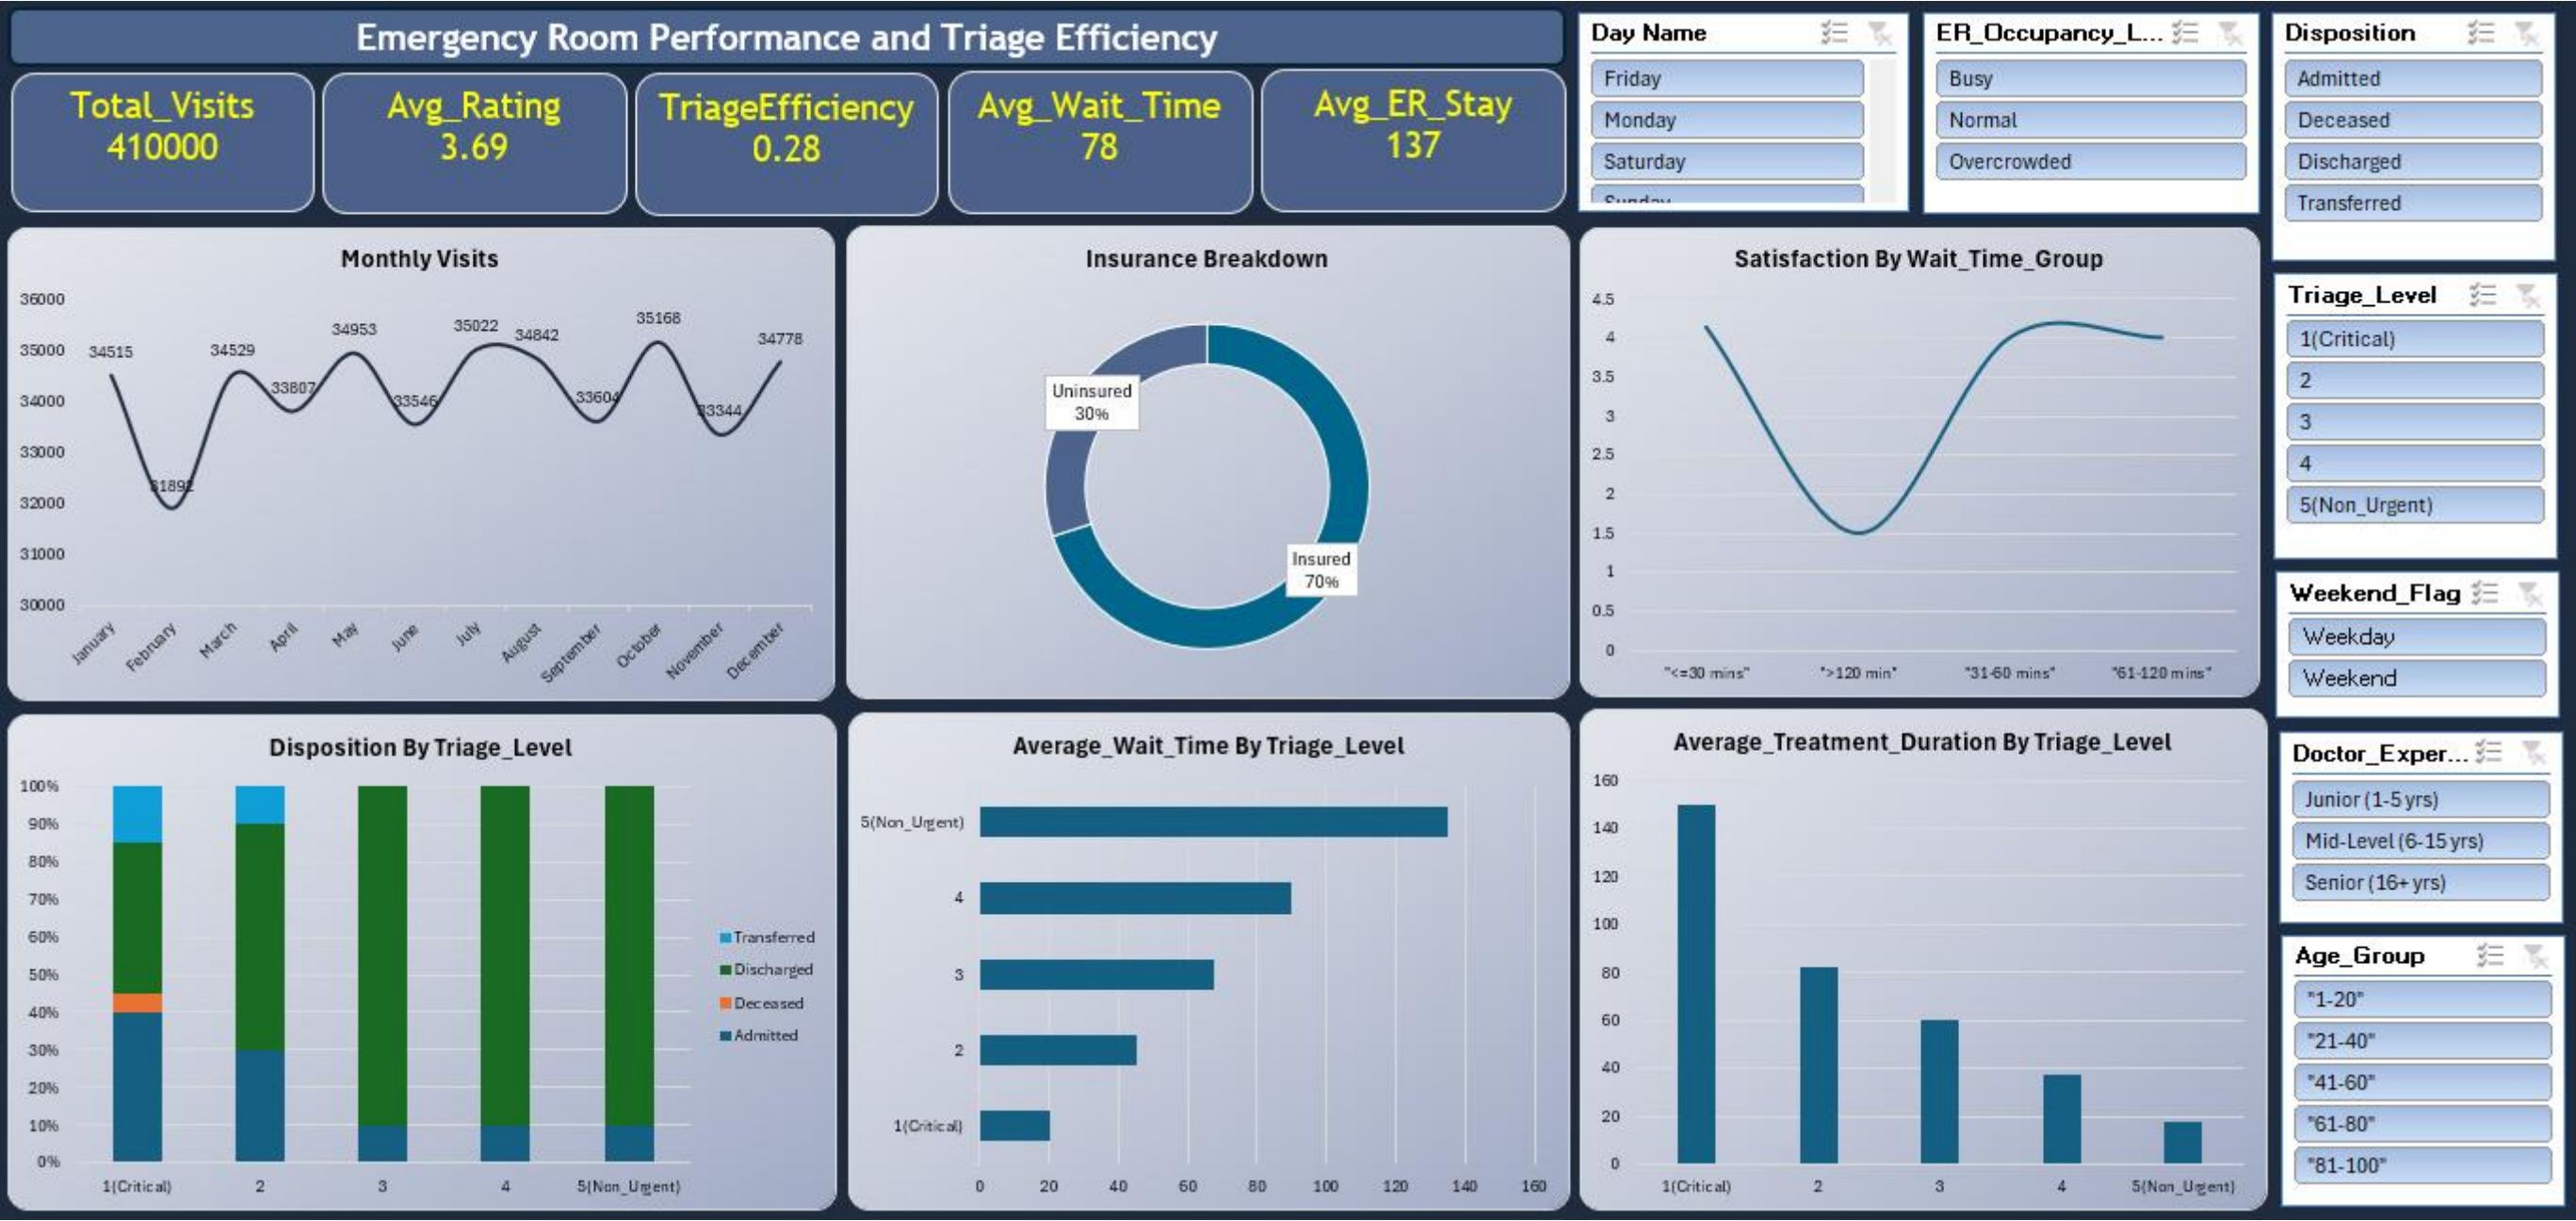 Emergency Room Performance and Triage Efficiency
Total_Visits
410000
Avg_Rating
3.69
TriageEfficiency
0.28
Avg_Wait_Time
78
Avg_ER_Stay
137
Day Name
Friday
Monday
Saturday
Sunday
ER_Occupancy_L...
Busy
Normal
Overcrowded
Disposition
Admitted
Deceased
Discharged
Transferred
Monthly Visits
36000
35000
34000
33000
32000
31000
30000
34515
31892
34529
33807
34953
33546
35022
34842
33604
35168
33344
34778
January
February
March
April
May
June
July
August
September
October
November
December
Insurance Breakdown
Uninsured
30%
Insured
70%
Satisfaction By Wait_Time_Group
4.5
4
3.5
3
2.5
2
1.5
1
0.5
0
"<=30 mins"
">120 min"
"31-60 mins"
"61-120 mins"
Triage_Level
1(Critical)
2
3
4
5(Non_Urgent)
Weekend_Flag
Weekday
Weekend
Disposition By Triage_Level
100%
90%
80%
70%
60%
50%
40%
30%
20%
10%
0%
1(Critical)
2
3
4
5(Non_Urgent)
Transferred
Discharged
Deceased
Admitted
Average_Wait_Time By Triage_Level
5(Non_Urgent)
4
3
2
1(Critical)
0 20 40 60 80 100 120 140 160
Average_Treatment_Duration By Triage_Level
160
140
120
100
80
60
40
20
0
1(Critical)
2
3
4
5(Non_Urgent)
Doctor_Exper...
Junior (1-5 yrs)
Mid-Level (6-15 yrs)
Senior (16+ yrs)
Age_Group
"1-20"
"21-40"
"41-60"
"61-80"
"81-100"